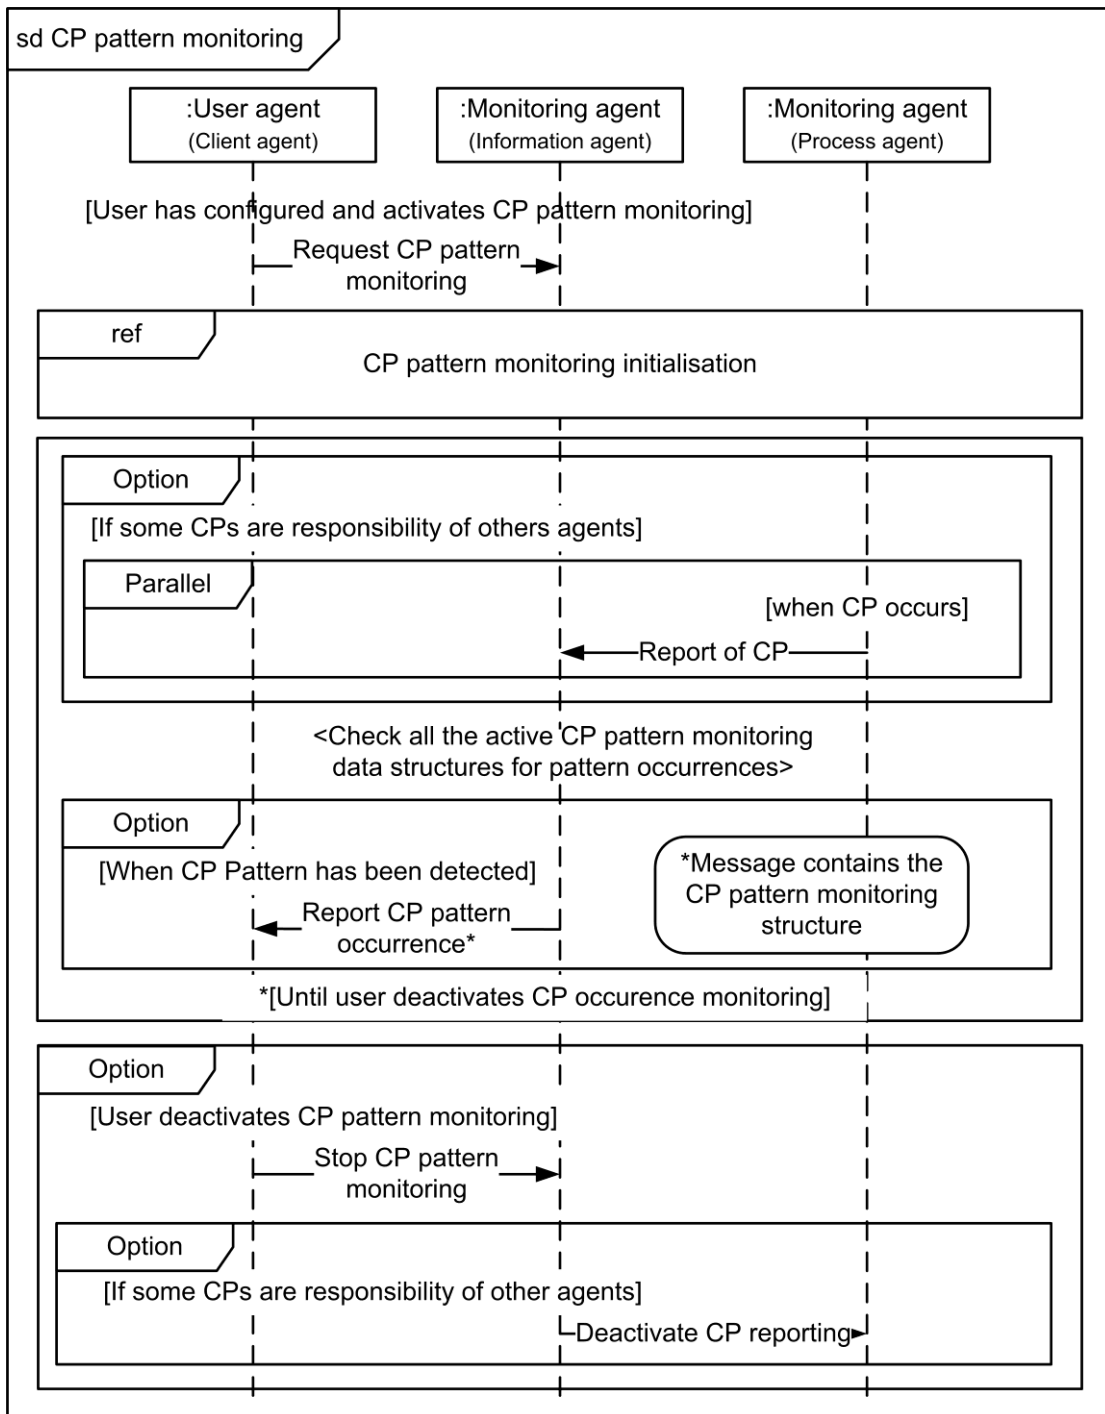 sd CP pattern monitoring
:User agent
(Client agent)
:Monitoring agent
(Information agent)
:Monitoring agent
(Process agent)
[User has configured and activates CP pattern monitoring]
Request CP pattern
monitoring
ref
CP pattern monitoring initialisation
Option
[If some CPs are responsibility of others agents]
Parallel
[when CP occurs]
Report of CP
<Check all the active CP pattern monitoring
data structures for pattern occurrences>
Option
[When CP Pattern has been detected]
Report CP pattern
occurrence*
*Message contains the
CP pattern monitoring
structure
*[Until user deactivates CP occurence monitoring]
Option
[User deactivates CP pattern monitoring]
Stop CP pattern
monitoring
Option
[If some CPs are responsibility of other agents]
Deactivate CP reporting